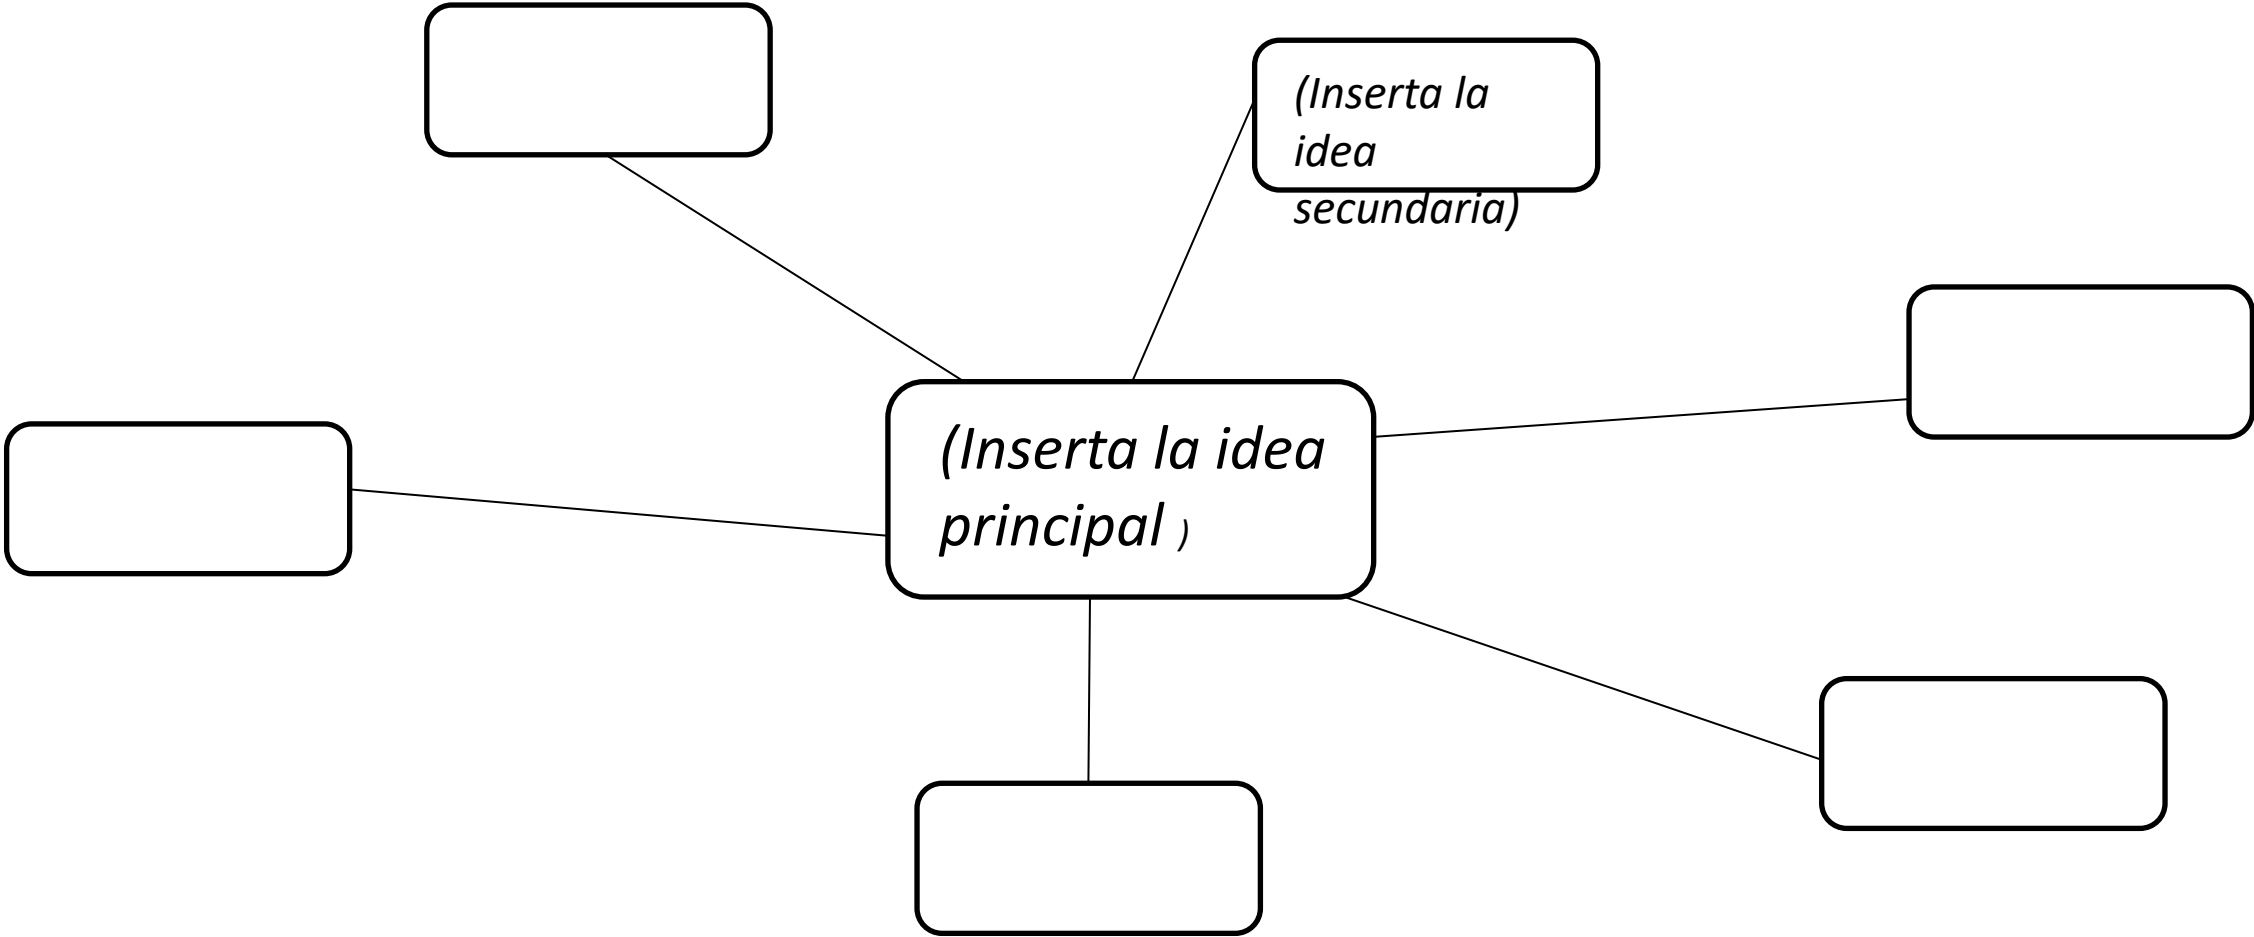 (Inserta la
idea
secundaria)
(Inserta la idea
principal )